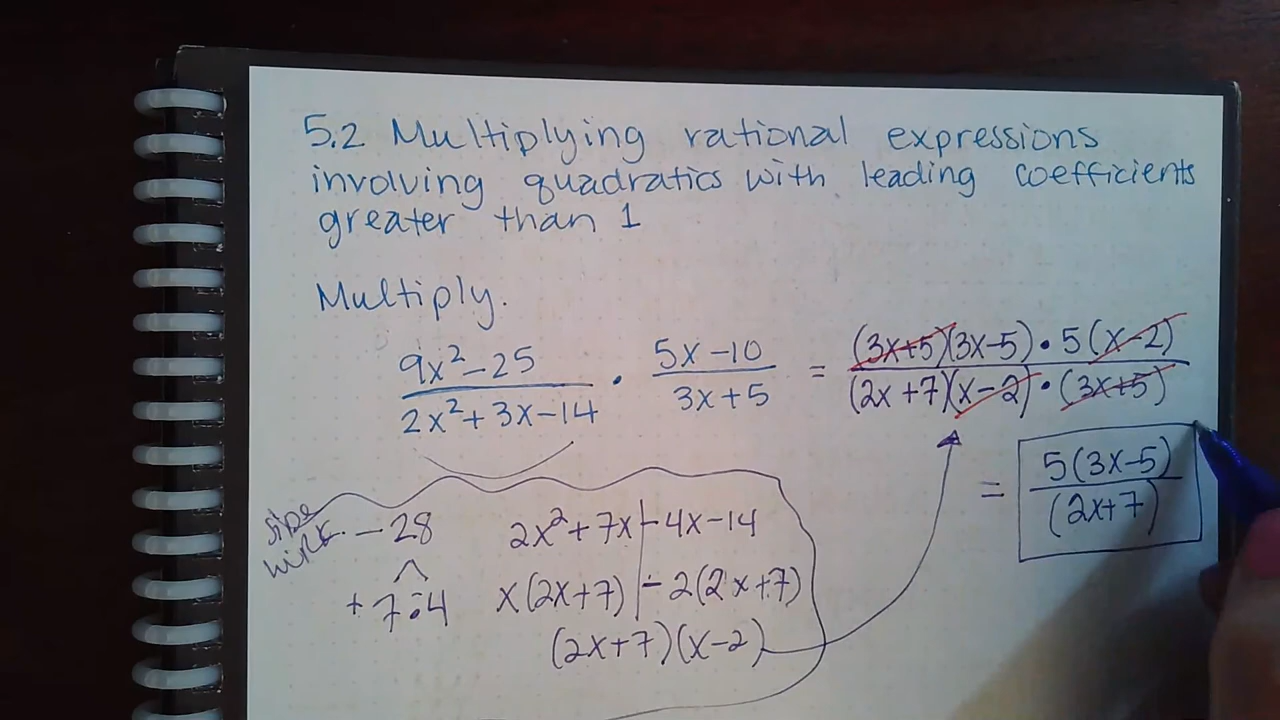 5.2 Multiplying rational expressions
involving quadratics with leading coefficients
greater than 1
Multiply.
9x²-25 / 2x²+3x-14 · 5x-10 / 3x+5 = (3x+5)(3x-5)·5(x-2) / (2x+7)(x-2)·(3x+5)
= 5(3x-5) / (2x+7)
side
work
-28
+7·-4
2x²+7x-4x-14
x(2x+7)-2(2x+7)
(2x+7)(x-2)